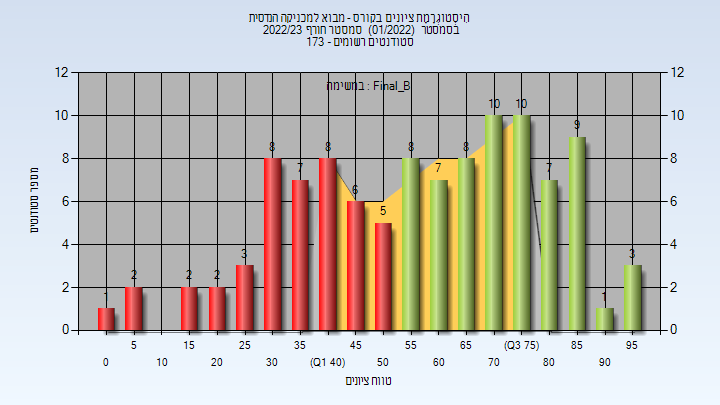 היסטוגרמת ציונים בקורס - מבוא למכניקה הנדסית
בסמסטר (01/2022) סמסטר חורף 2022/23
סטודנטים רשומים - 173
במשימה : Final_B
מספר סטודנטים
12 12
10 10
8 8
6 6
4 4
2 2
0 0
1 2 2 2 3 8 7 8 6 5 8 7 8 10 10 7 9 1 3
5 15 25 35 45 55 65 (Q3 75) 85 95
0 10 20 30 (Q1 40) 50 60 70 80 90
טווח ציונים